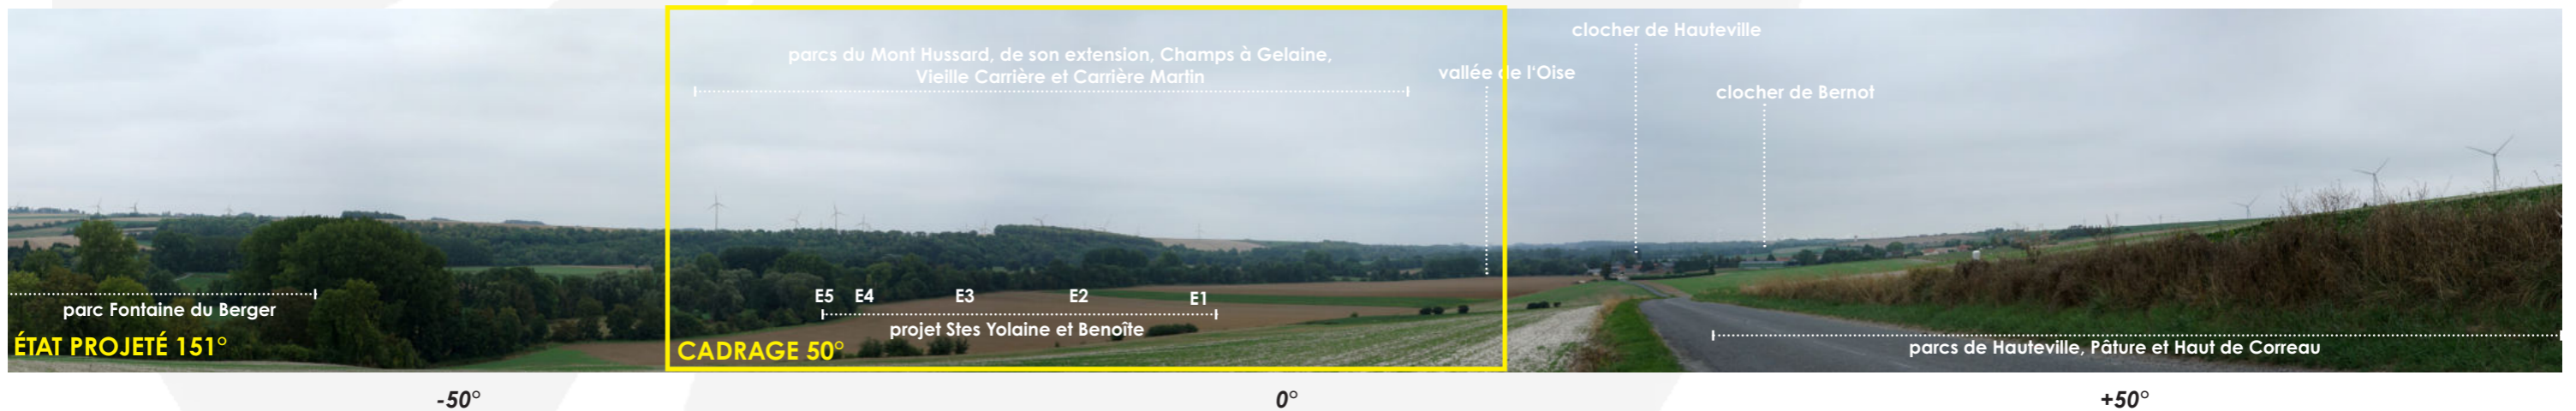 clocher de Hauteville
parcs du Mont Hussard, de son extension, Champs à Gelaine,
Vieille Carrière et Carrière Martin
vallée de l'Oise
clocher de Bernot
E5 E4 E3 E2 E1
parc Fontaine du Berger
projet Stes Yolaine et Benoîte
ÉTAT PROJETÉ 151°
CADRAGE 50°
parcs de Hauteville, Pâture et Haut de Correau
-50° 0° +50°